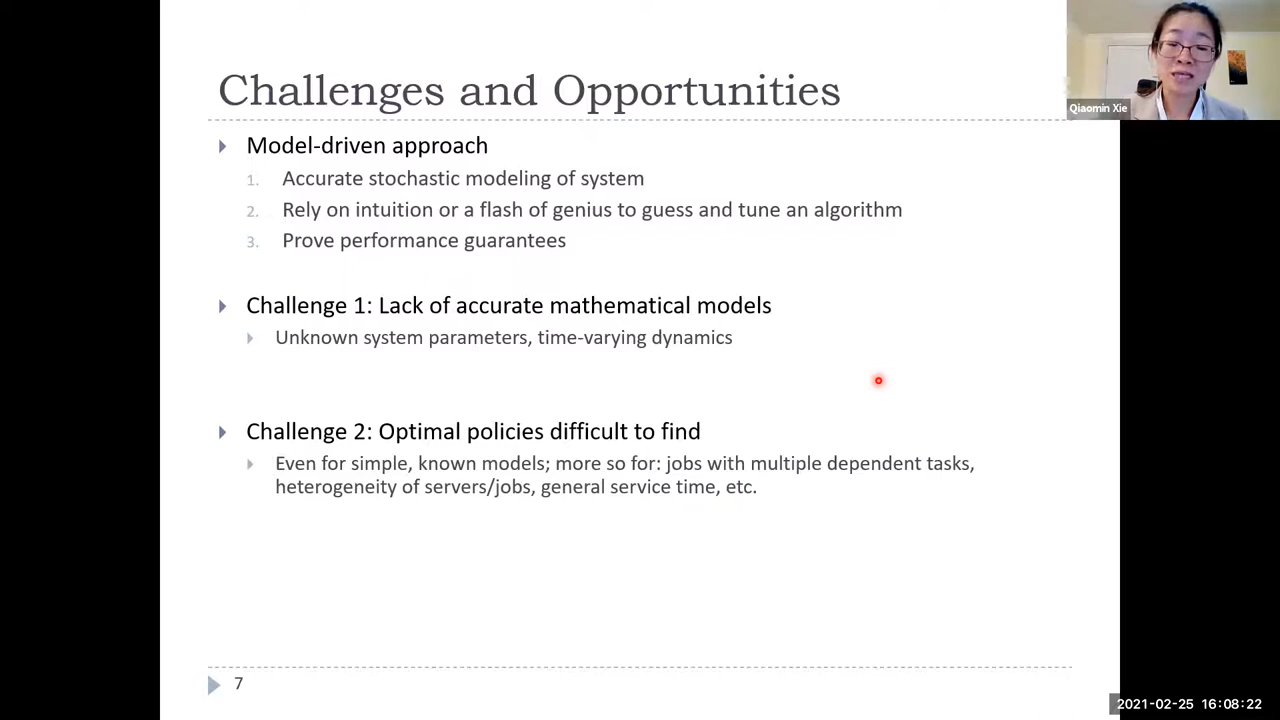 Challenges and Opportunities
Qiaomin Xie
Model-driven approach
1. Accurate stochastic modeling of system
2. Rely on intuition or a flash of genius to guess and tune an algorithm
3. Prove performance guarantees
Challenge 1: Lack of accurate mathematical models
Unknown system parameters, time-varying dynamics
Challenge 2: Optimal policies difficult to find
Even for simple, known models; more so for: jobs with multiple dependent tasks,
heterogeneity of servers/jobs, general service time, etc.
7
2021-02-25 16:08:22